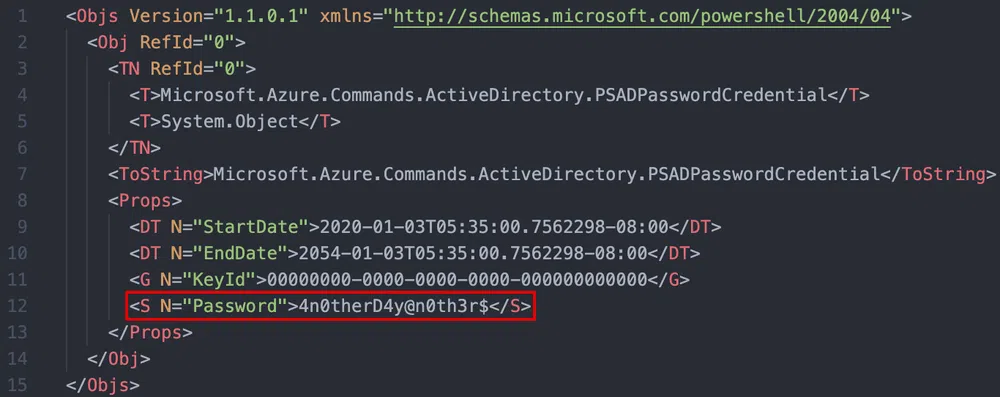 1 <Objs Version="1.1.0.1" xmlns="http://schemas.microsoft.com/powershell/2004/04">
2 <Obj RefId="0">
3 <TN RefId="0">
4 <T>Microsoft.Azure.Commands.ActiveDirectory.PSADPasswordCredential</T>
5 <T>System.Object</T>
6 </TN>
7 <ToString>Microsoft.Azure.Commands.ActiveDirectory.PSADPasswordCredential</ToString>
8 <Props>
9 <DT N="StartDate">2020-01-03T05:35:00.7562298-08:00</DT>
10 <DT N="EndDate">2054-01-03T05:35:00.7562298-08:00</DT>
11 <G N="KeyId">00000000-0000-0000-0000-000000000000</G>
12 <S N="Password">4n0therD4y@n0th3r$</S>
13 </Props>
14 </Obj>
15 </Objs>